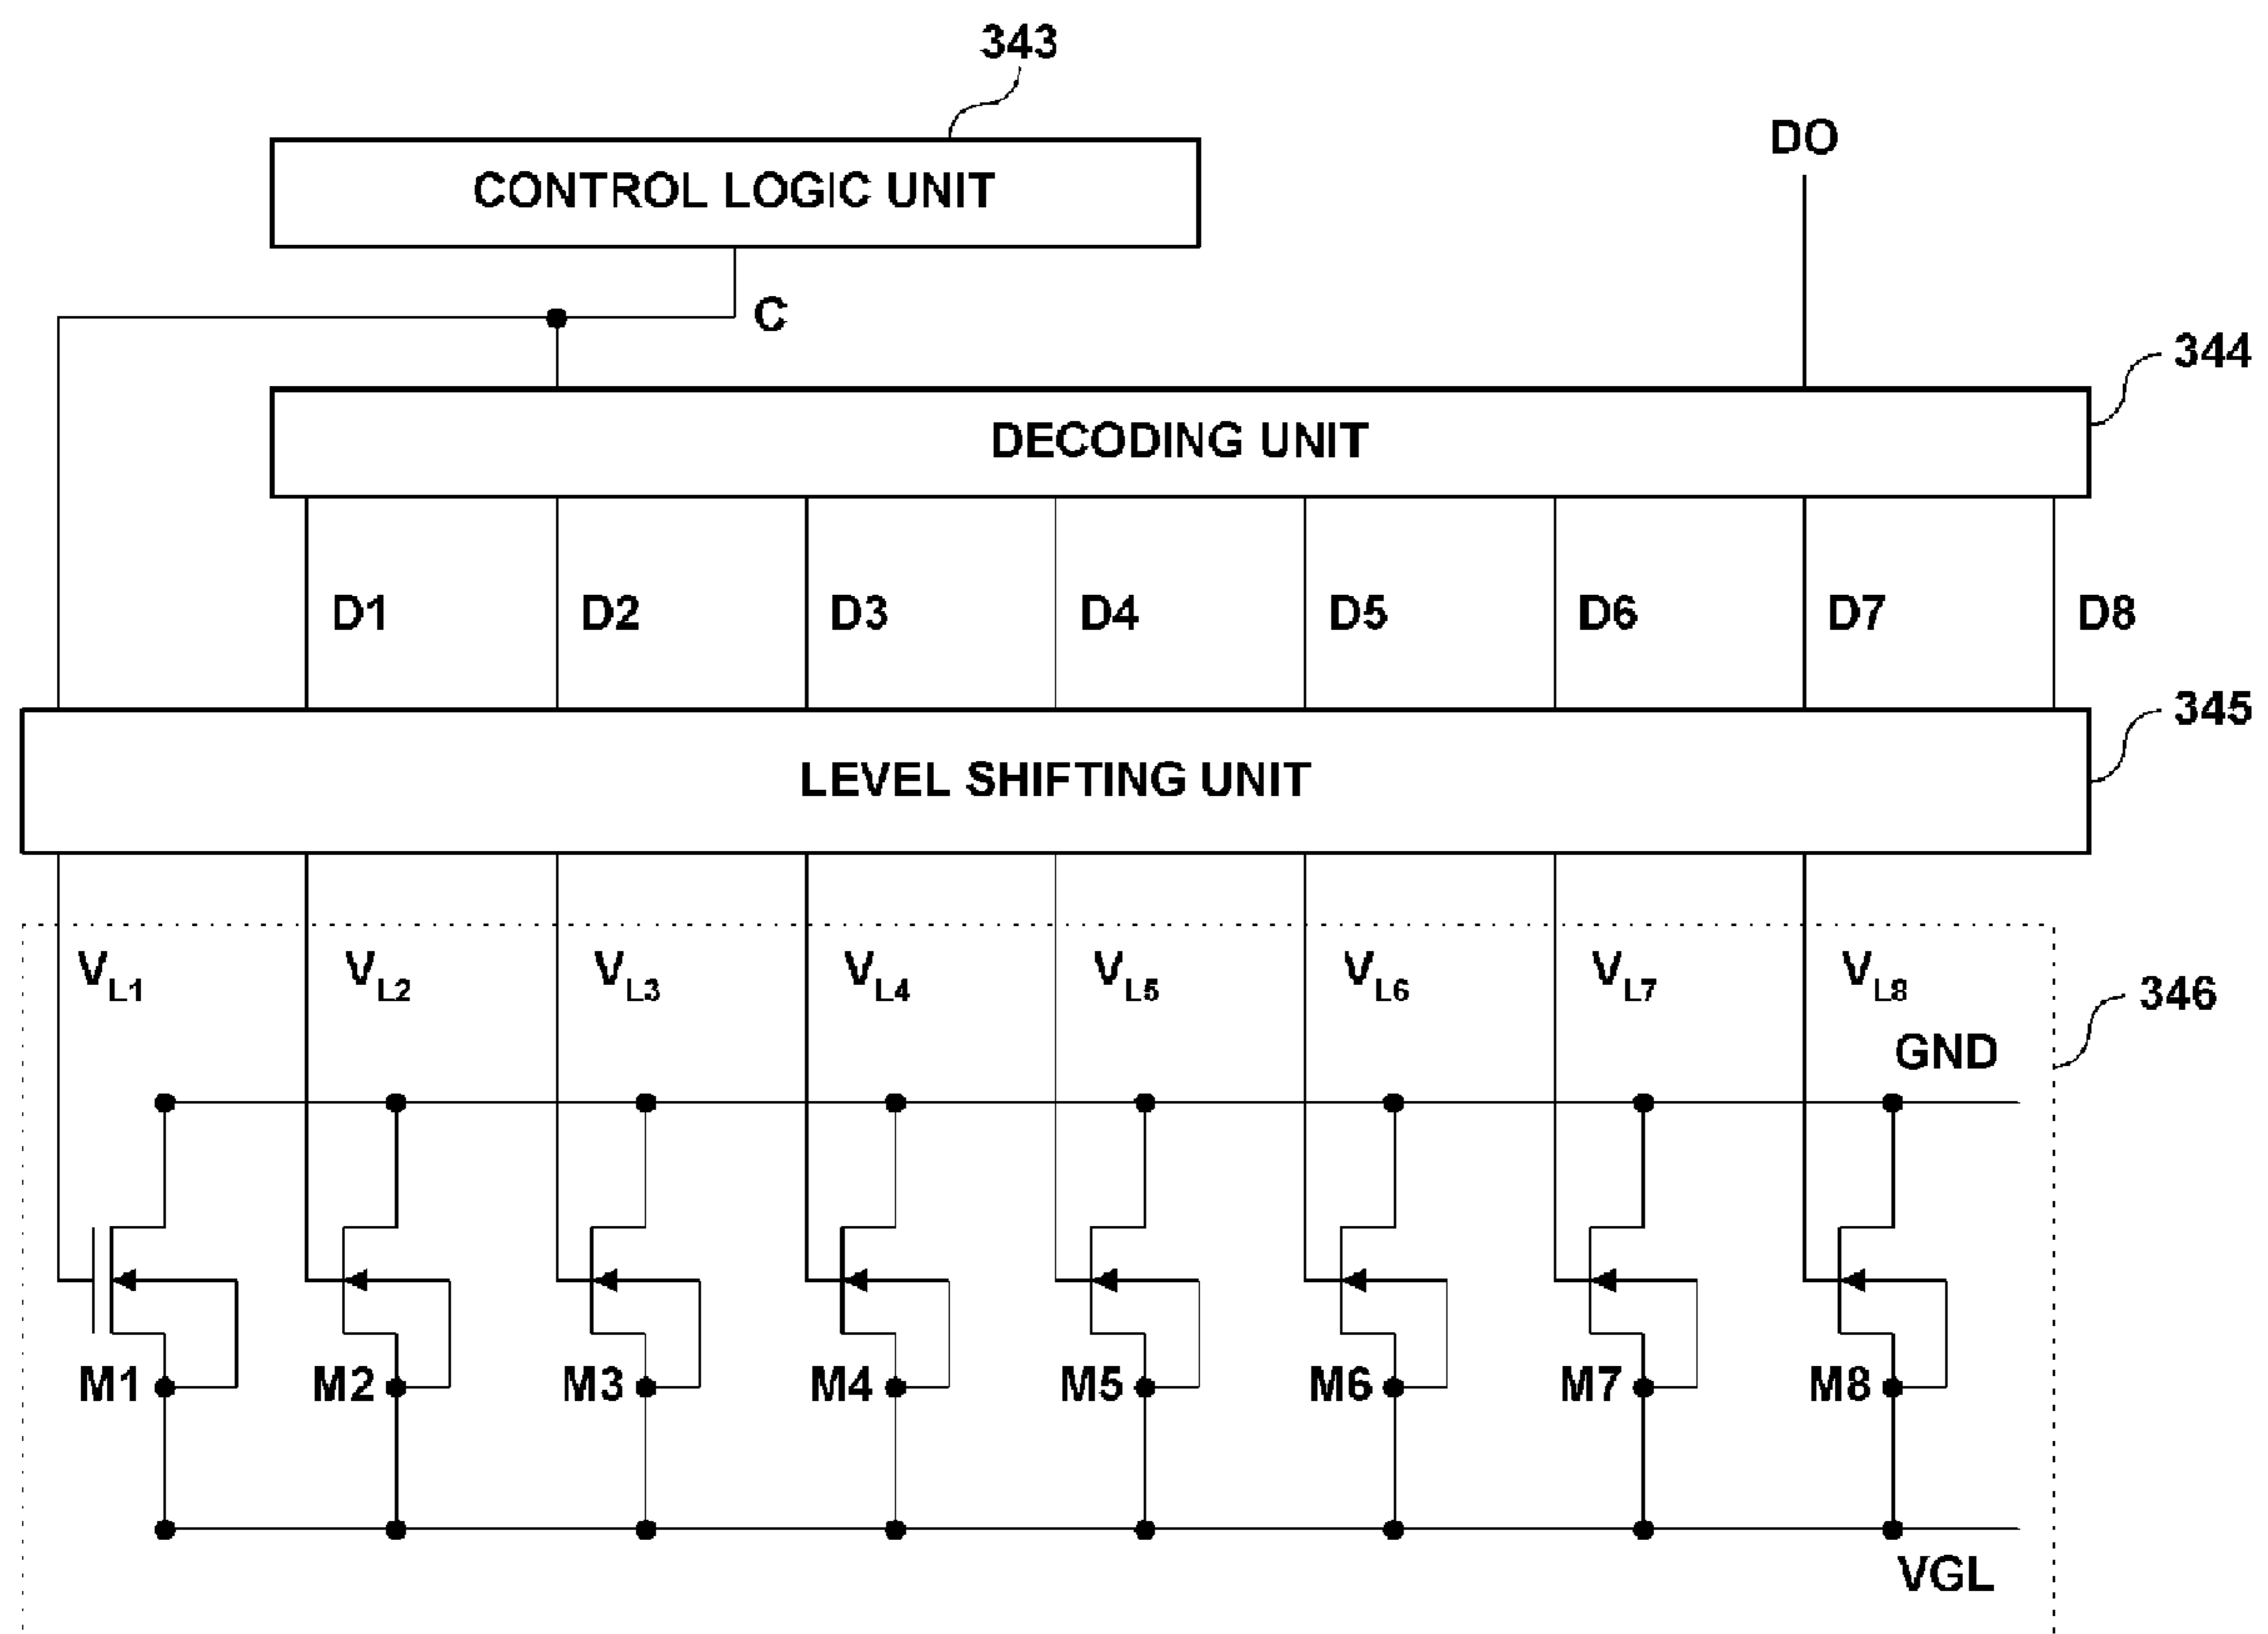 343
CONTROL LOGIC UNIT
DO
C
344
DECODING UNIT
D1 D2 D3 D4 D5 D6 D7 D8
345
LEVEL SHIFTING UNIT
VL1 VL2 VL3 VL4 VL5 VL6 VL7 VL8
346
GND
M1 M2 M3 M4 M5 M6 M7 M8
VGL